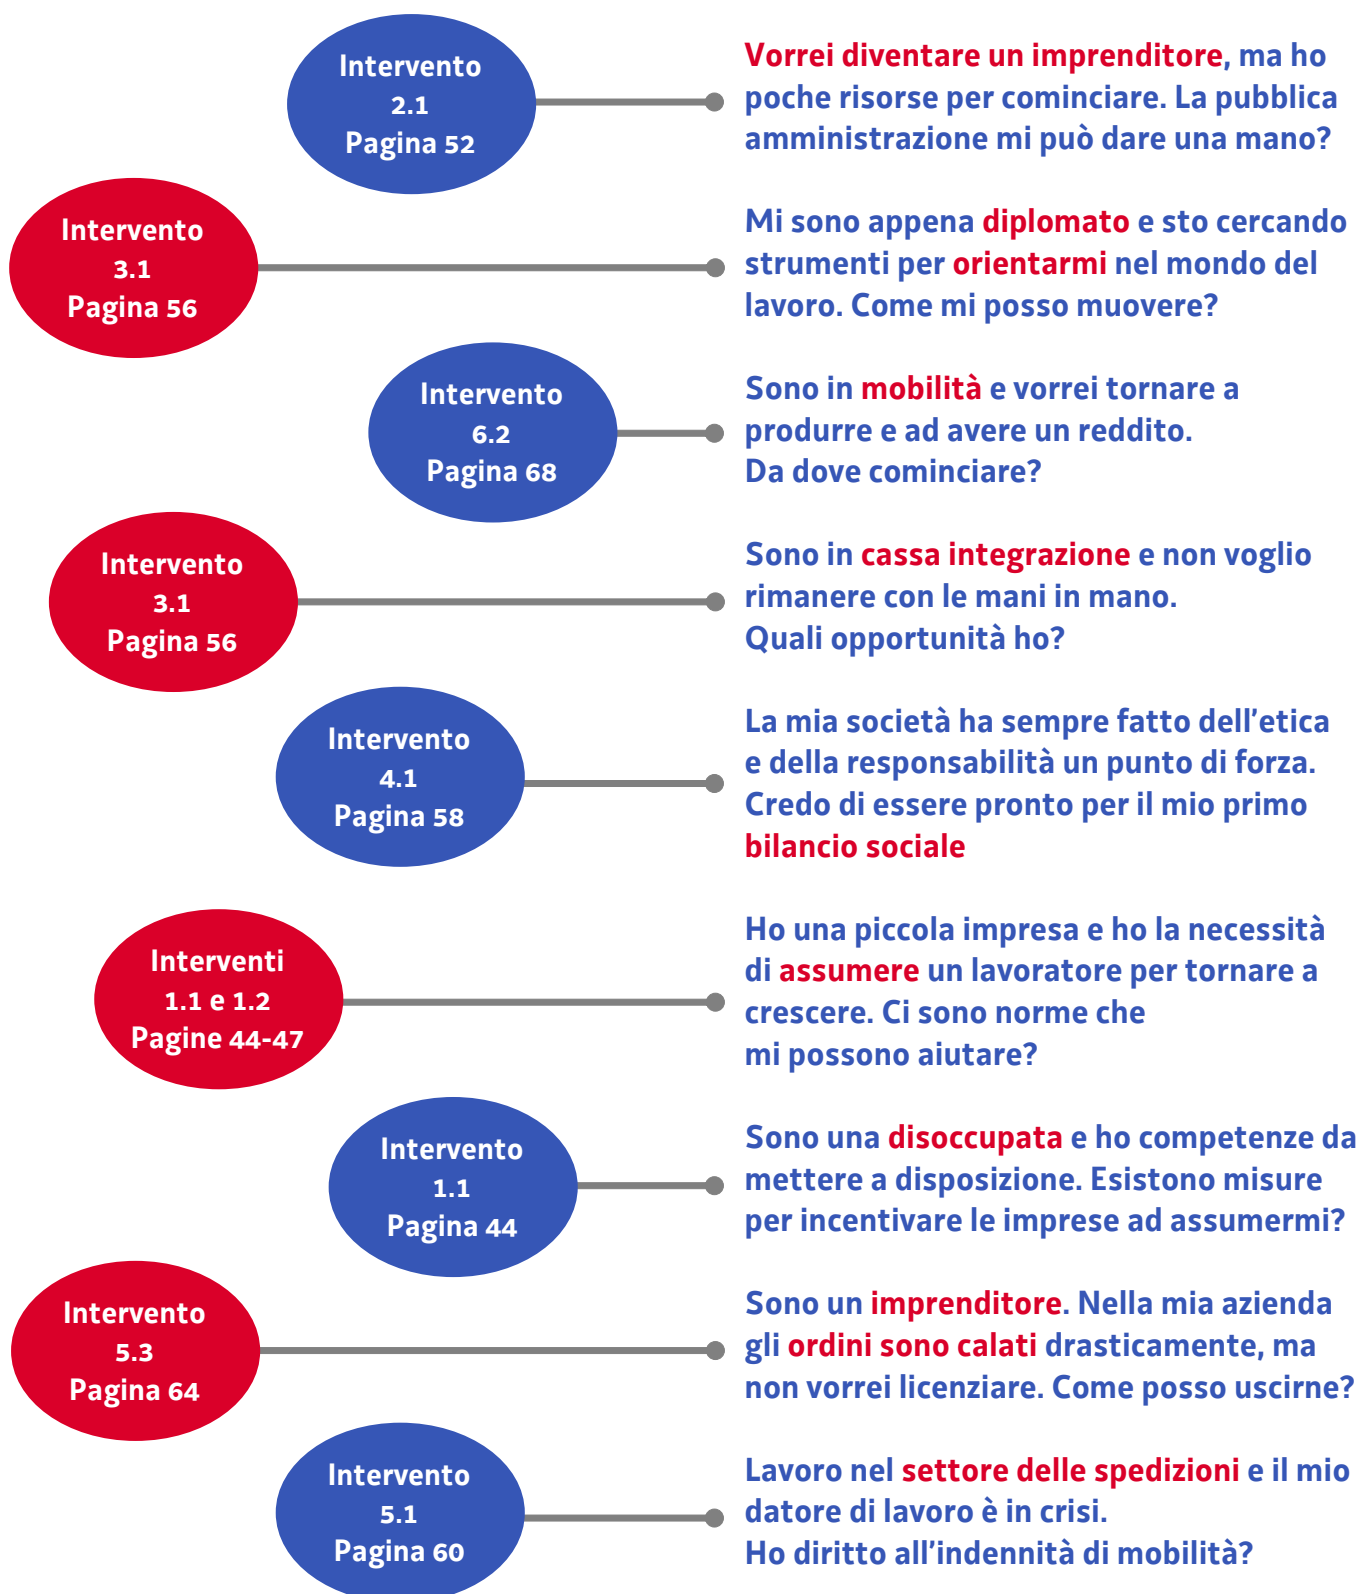 Intervento
2.1
Pagina 52
Vorrei diventare un imprenditore, ma ho
poche risorse per cominciare. La pubblica
amministrazione mi può dare una mano?
Intervento
3.1
Pagina 56
Mi sono appena diplomato e sto cercando
strumenti per orientarmi nel mondo del
lavoro. Come mi posso muovere?
Intervento
6.2
Pagina 68
Sono in mobilità e vorrei tornare a
produrre e ad avere un reddito.
Da dove cominciare?
Intervento
3.1
Pagina 56
Sono in cassa integrazione e non voglio
rimanere con le mani in mano.
Quali opportunità ho?
Intervento
4.1
Pagina 58
La mia società ha sempre fatto dell'etica
e della responsabilità un punto di forza.
Credo di essere pronto per il mio primo
bilancio sociale
Interventi
1.1 e 1.2
Pagine 44-47
Ho una piccola impresa e ho la necessità
di assumere un lavoratore per tornare a
crescere. Ci sono norme che
mi possono aiutare?
Intervento
1.1
Pagina 44
Sono una disoccupata e ho competenze da
mettere a disposizione. Esistono misure
per incentivare le imprese ad assumermi?
Intervento
5.3
Pagina 64
Sono un imprenditore. Nella mia azienda
gli ordini sono calati drasticamente, ma
non vorrei licenziare. Come posso uscirne?
Intervento
5.1
Pagina 60
Lavoro nel settore delle spedizioni e il mio
datore di lavoro è in crisi.
Ho diritto all'indennità di mobilità?